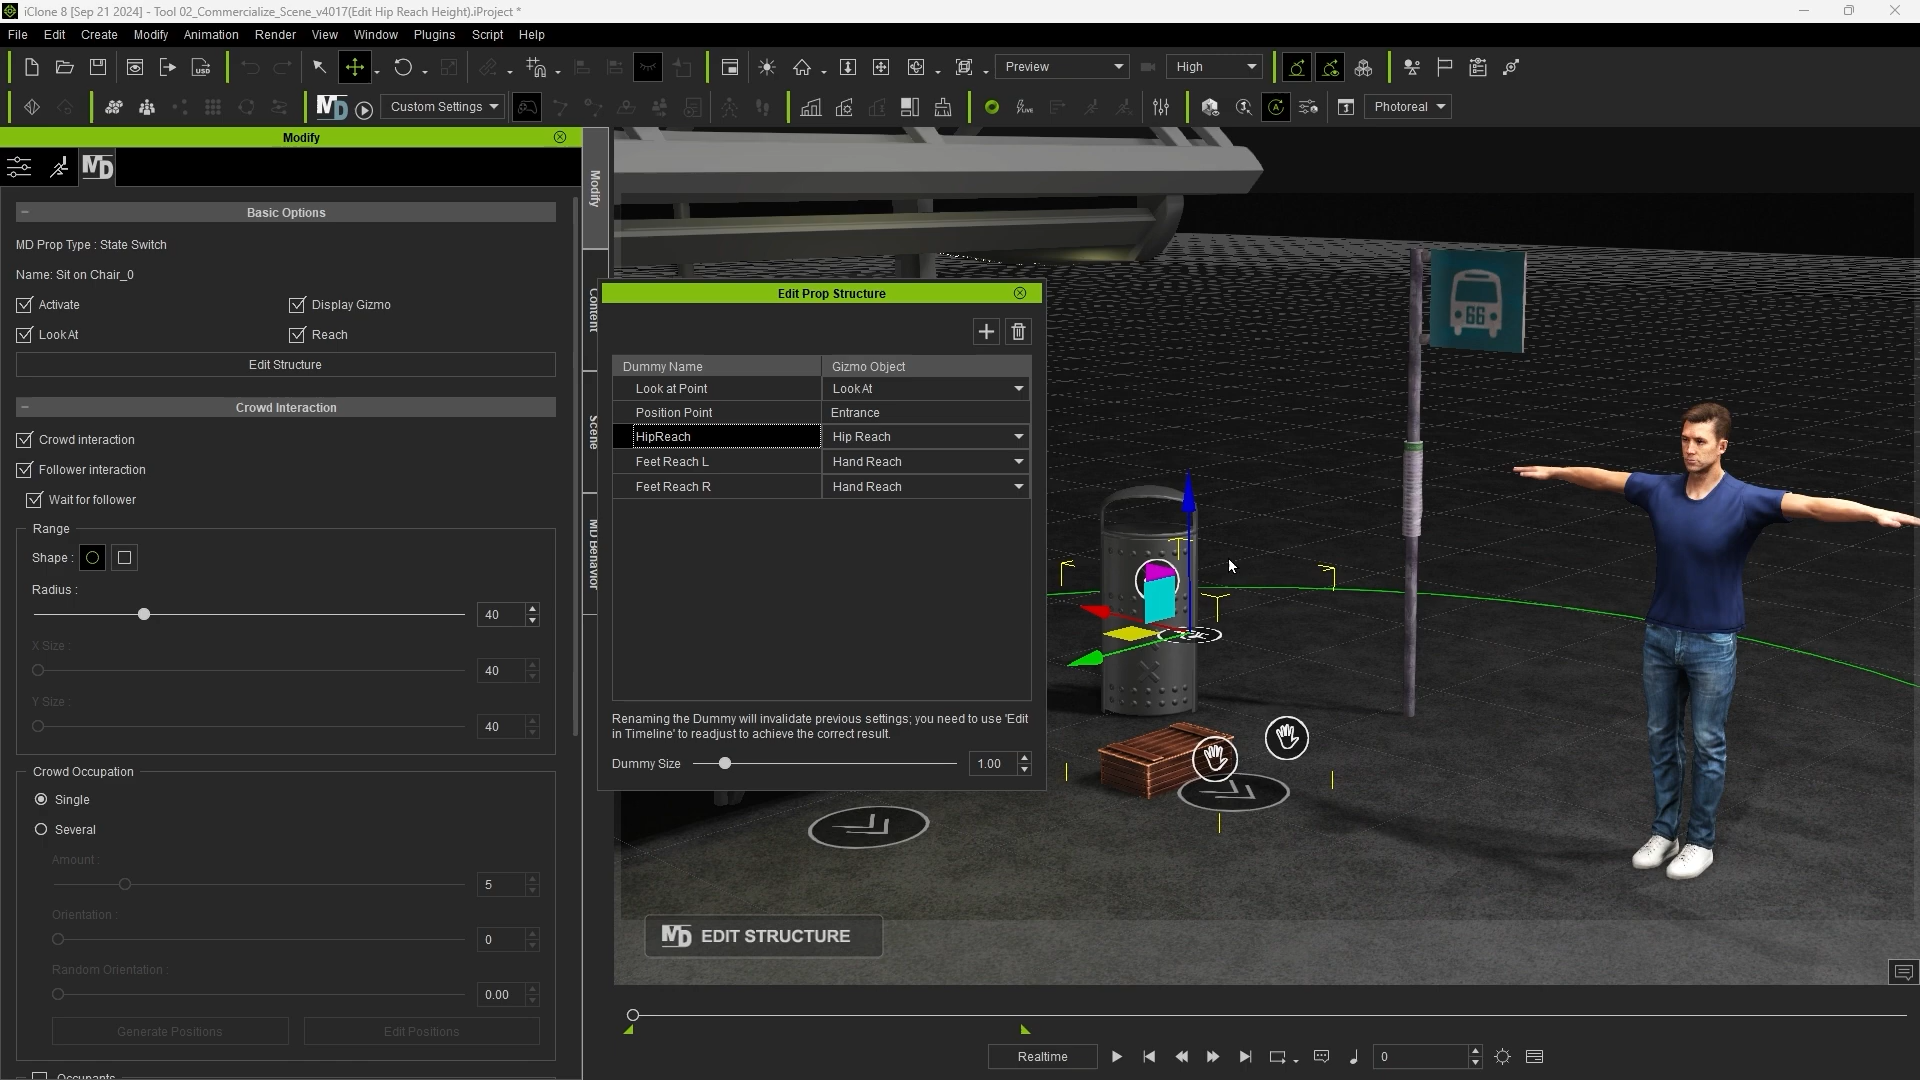 iClone 8 [Sep 21 2024] - Tool 02_Commercialize_Scene_v4017(Edit Hip Reach Height).iProject *
File Edit Create Modify Animation Render View Window Plugins Script Help
USD
Preview
High
MD
Custom Settings
LIVE
A
Photoreal
Modify
MD
Basic Options
MD Prop Type : State Switch
Name: Sit on Chair_0
Activate
Display Gizmo
Look At
Reach
Edit Structure
Crowd Interaction
Crowd interaction
Follower interaction
Wait for follower
Range
Shape :
Radius :
40
X Size :
40
Y Size :
40
Crowd Occupation
Single
Several
Amount :
5
Orientation :
0
Random Orientation :
0.00
Generate Positions
Edit Positions
Occupants
Modify
Content
Scene
MD Behavior
Edit Prop Structure
Dummy Name
Gizmo Object
Look at Point
Look At
Position Point
Entrance
HipReach
Hip Reach
Feet Reach L
Hand Reach
Feet Reach R
Hand Reach
Renaming the Dummy will invalidate previous settings; you need to use 'Edit
in Timeline' to readjust to achieve the correct result.
Dummy Size
1.00
66
MD EDIT STRUCTURE
Realtime
0